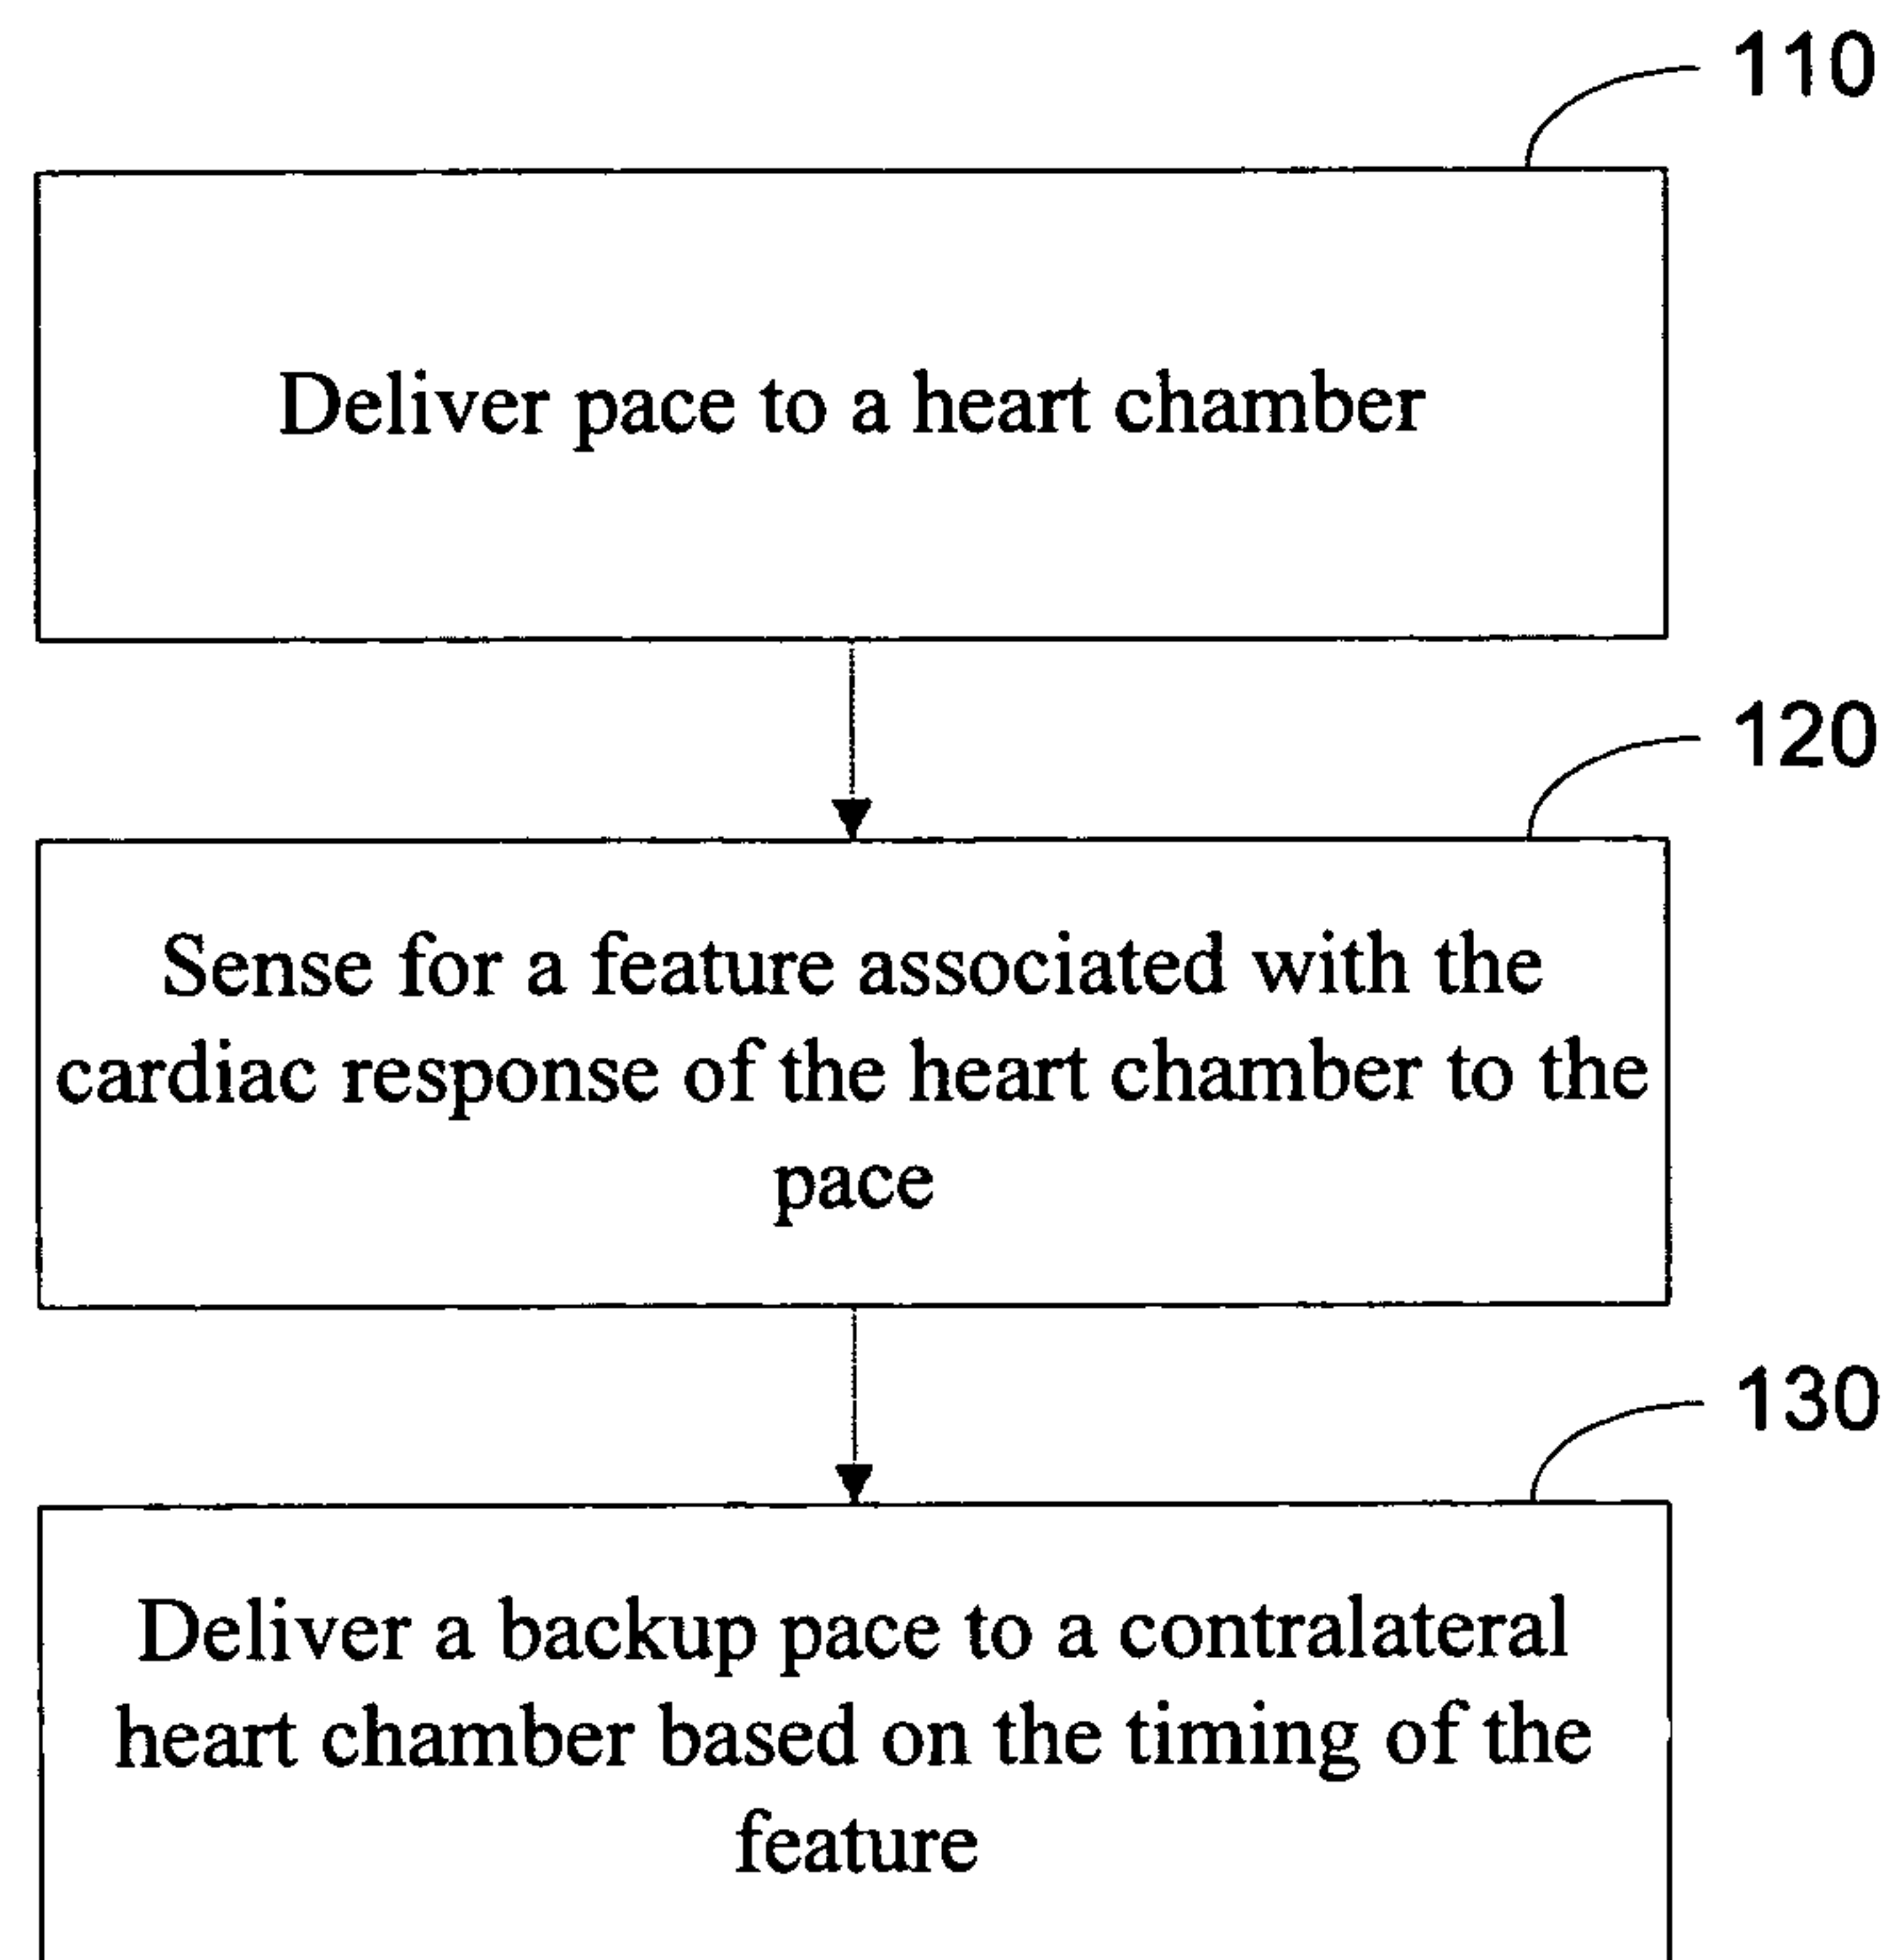 110
Deliver pace to a heart chamber
120
Sense for a feature associated with the
cardiac response of the heart chamber to the
pace
130
Deliver a backup pace to a contralateral
heart chamber based on the timing of the
feature